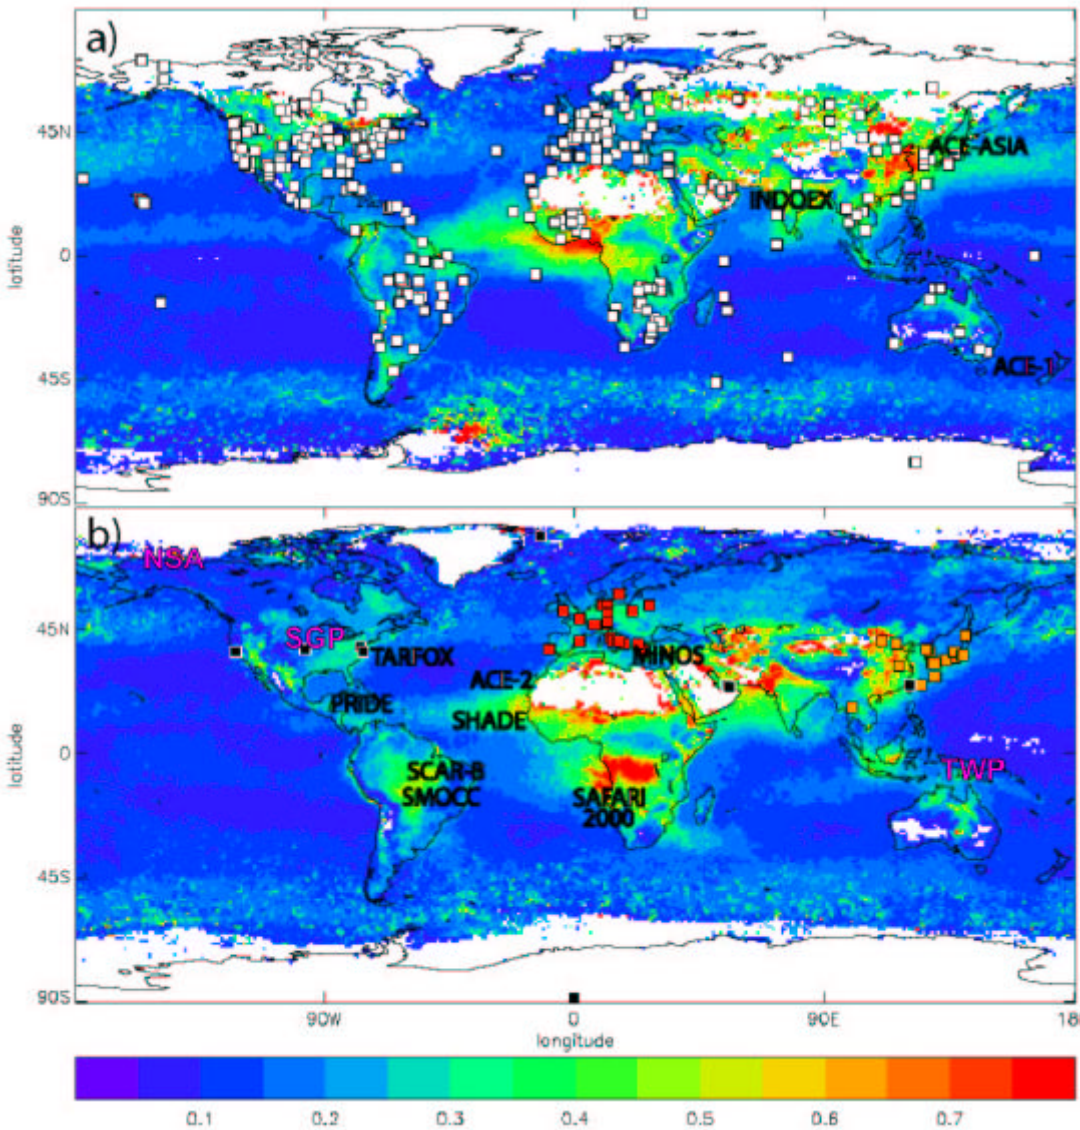 a)
45N
ACE-ASIA
INDOEX
0
latitude
45S
ACE-1
90S
b)
NSA
45N
SGP
TARFOX
MINOS
ACE-2
PRIDE
SHADE
0
latitude
SCAR-B
TWP
SMOCC
SAFARI
2000
45S
90S
90W
0
90E
18
longitude
0.1
0.2
0.3
0.4
0.5
0.6
0.7